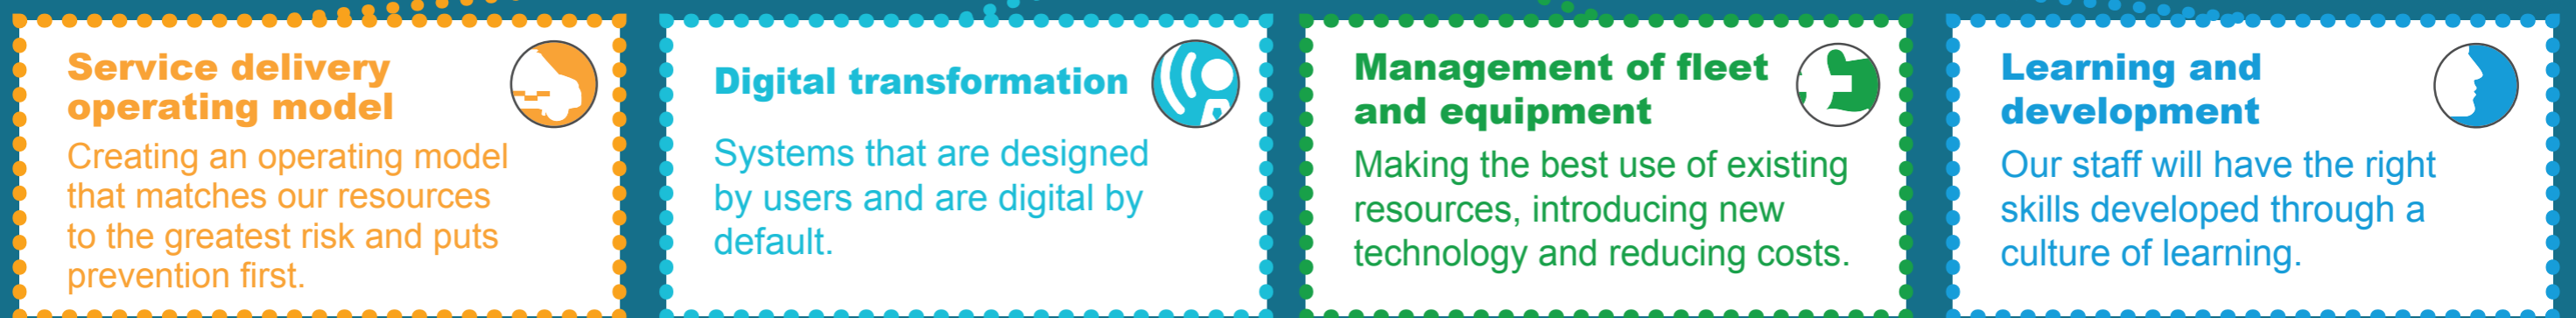 Service delivery
operating model
Creating an operating model
that matches our resources
to the greatest risk and puts
prevention first.
Digital transformation
Systems that are designed
by users and are digital by
default.
Management of fleet
and equipment
Making the best use of existing
resources, introducing new
technology and reducing costs.
Learning and
development
Our staff will have the right
skills developed through a
culture of learning.